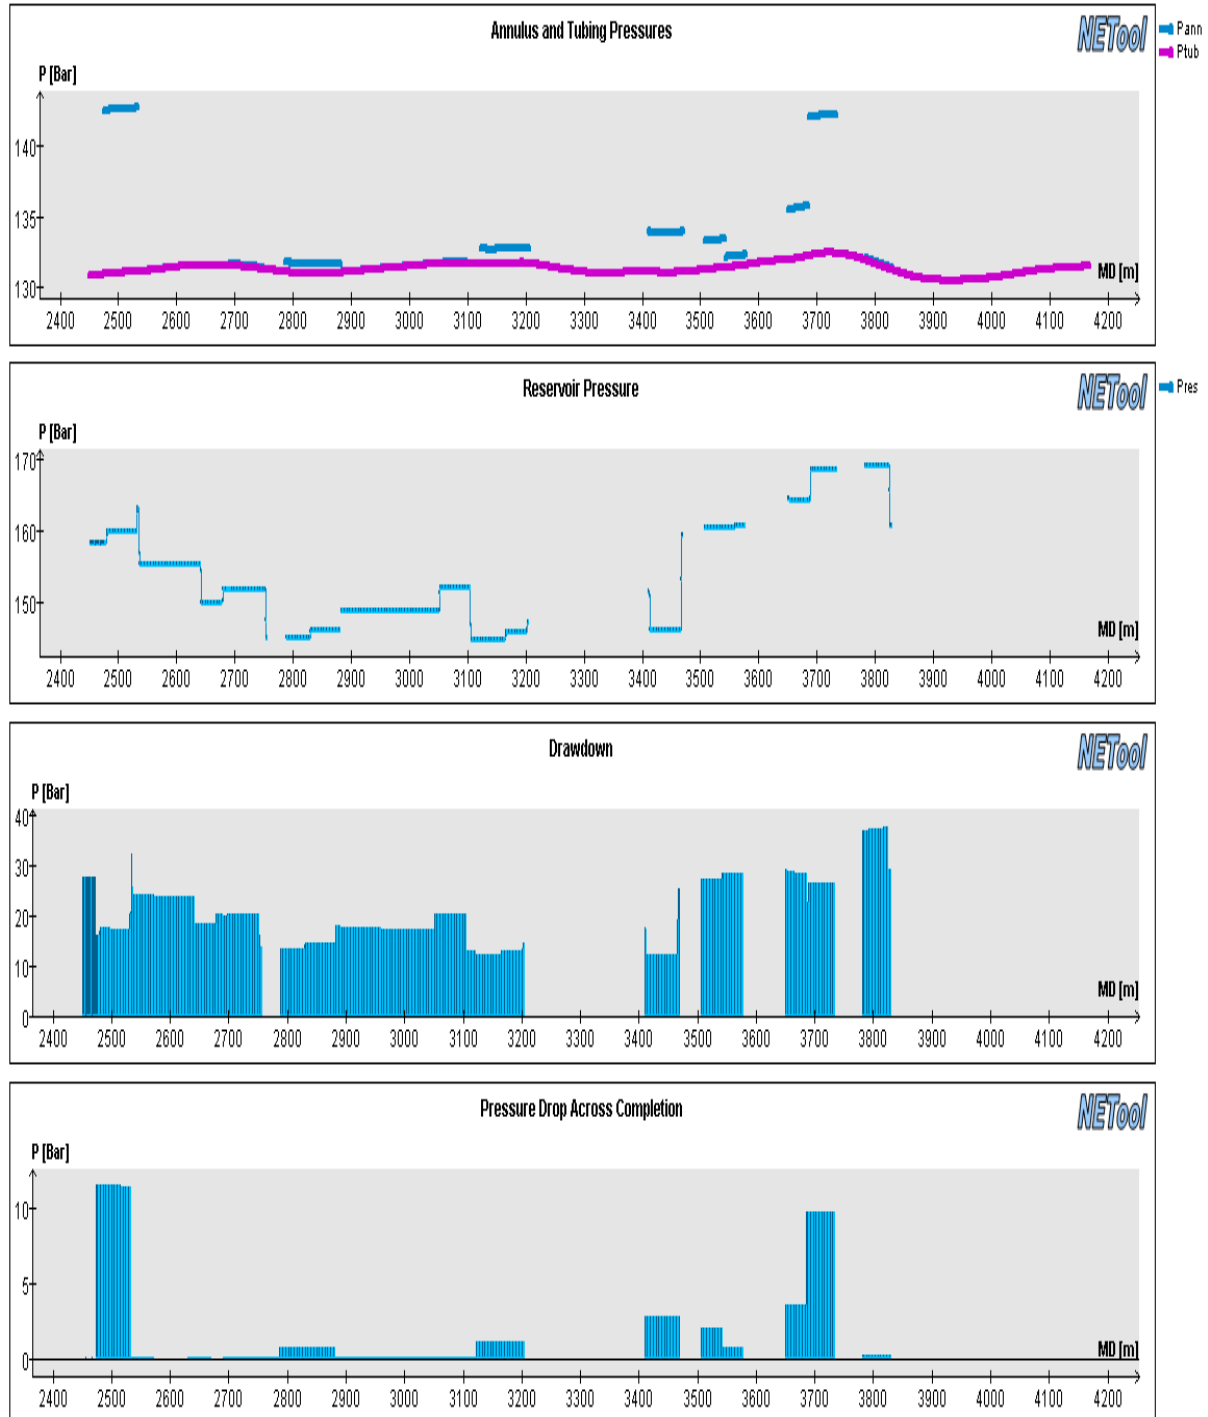 Annulus and Tubing Pressures
NETool
Pann
Ptub
P [Bar]
140
135
130
MD [m]
2400 2500 2600 2700 2800 2900 3000 3100 3200 3300 3400 3500 3600 3700 3800 3900 4000 4100 4200
Reservoir Pressure
NETool
Pres
P [Bar]
170
160
150
MD [m]
2400 2500 2600 2700 2800 2900 3000 3100 3200 3300 3400 3500 3600 3700 3800 3900 4000 4100 4200
Drawdown
NETool
P [Bar]
40
30
20
10
0
MD [m]
2400 2500 2600 2700 2800 2900 3000 3100 3200 3300 3400 3500 3600 3700 3800 3900 4000 4100 4200
Pressure Drop Across Completion
NETool
P [Bar]
10
5
0
MD [m]
2400 2500 2600 2700 2800 2900 3000 3100 3200 3300 3400 3500 3600 3700 3800 3900 4000 4100 4200